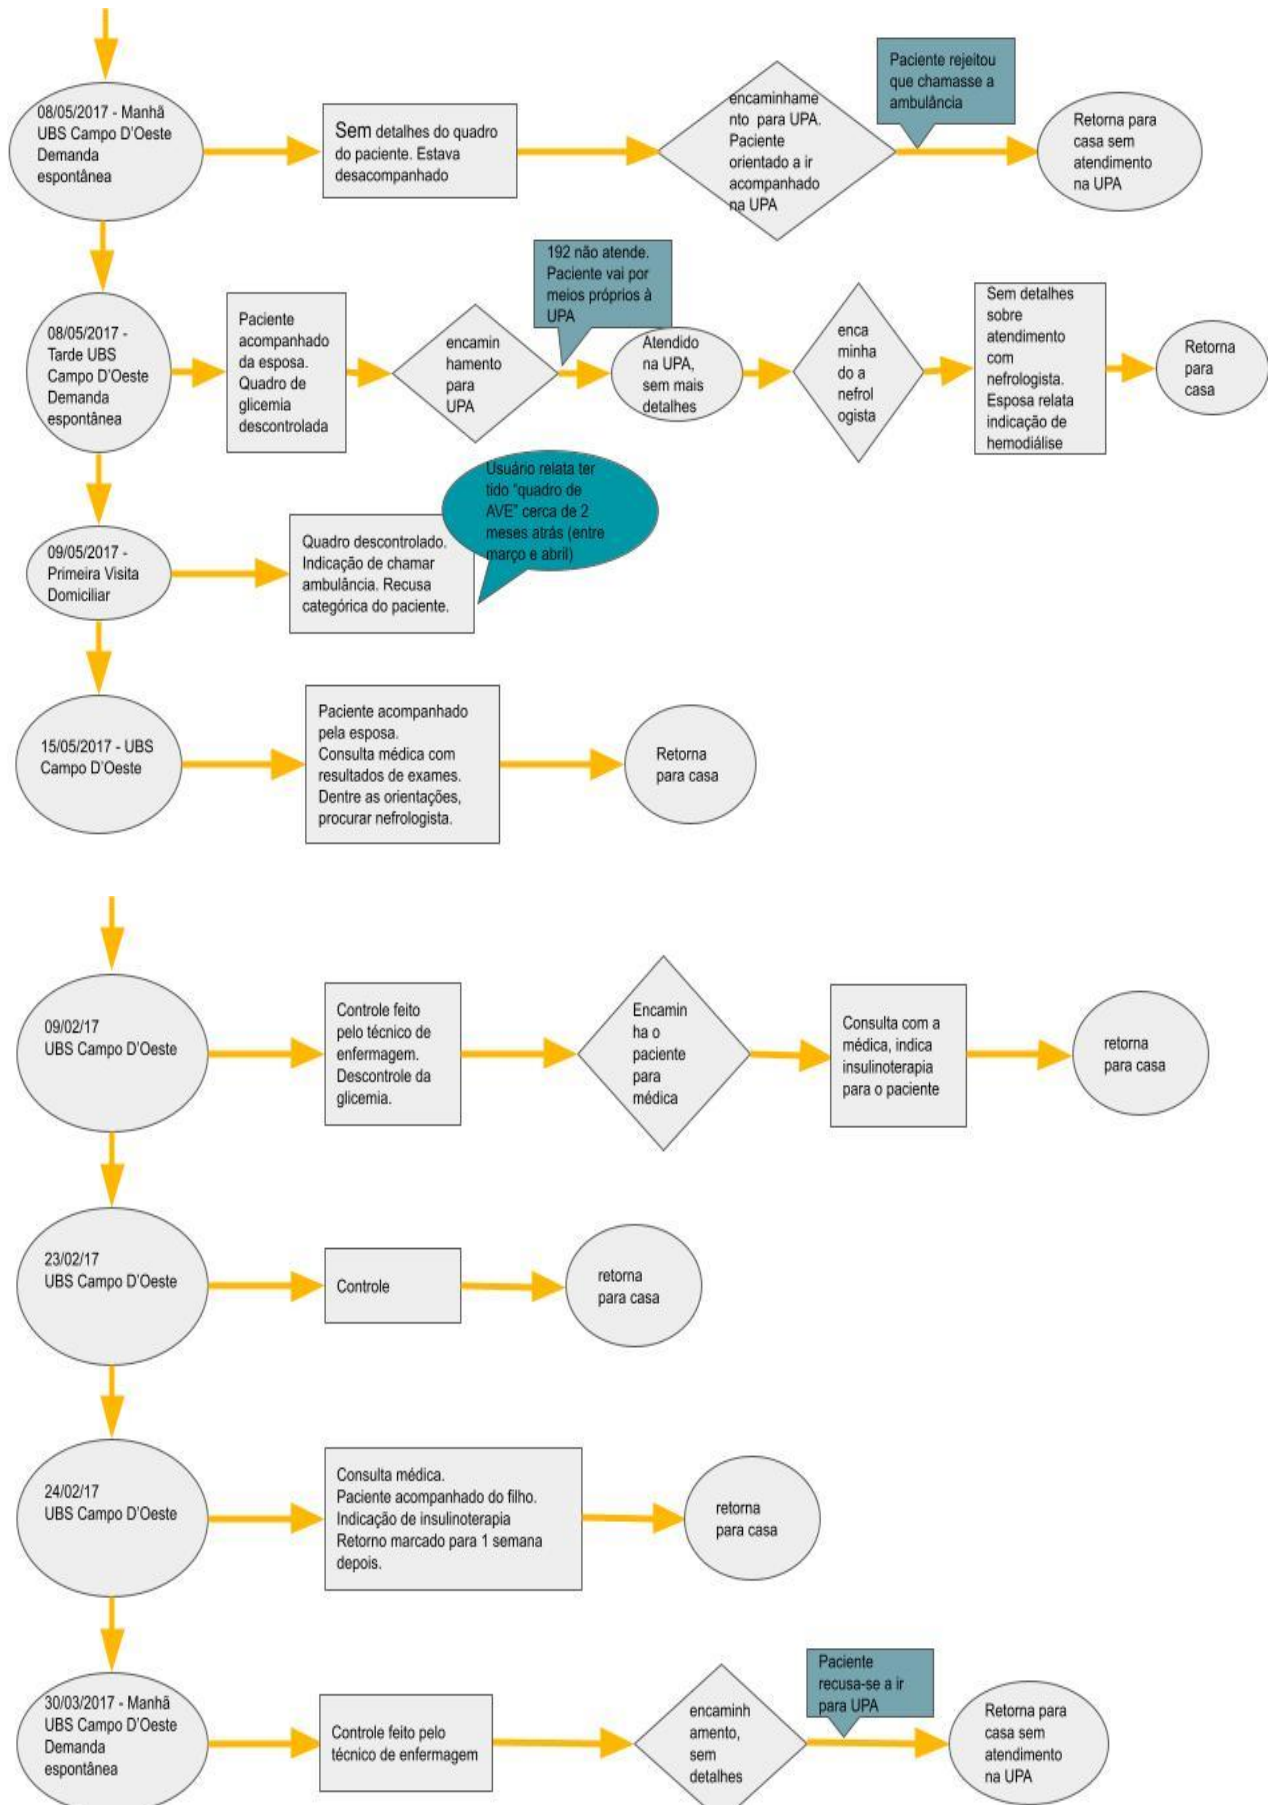 08/05/2017 - Manhã
UBS Campo D'Oeste
Demanda
espontânea
Sem detalhes do quadro
do paciente. Estava
desacompanhado
encaminhame
nto para UPA.
Paciente
orientado a ir
acompanhado
na UPA
Paciente rejeitou
que chamasse a
ambulância
Retorna para
casa sem
atendimento
na UPA
08/05/2017 -
Tarde UBS
Campo D'Oeste
Demanda
espontânea
Paciente
acompanhado
da esposa.
Quadro de
glicemia
descontrolada
encamin
hamento
para
UPA
192 não atende.
Paciente vai por
meios próprios à
UPA
Atendido
na UPA,
sem mais
detalhes
enca
minha
do a
nefrol
ogista
Sem detalhes
sobre
atendimento
com
nefrologista.
Esposa relata
indicação de
hemodiálise
Retorna
para
casa
09/05/2017 -
Primeira Visita
Domiciliar
Quadro descontrolado.
Indicação de chamar
ambulância. Recusa
categórica do paciente.
Usuário relata ter
tido "quadro de
AVE" cerca de 2
meses atrás (entre
março e abril)
15/05/2017 - UBS
Campo D'Oeste
Paciente acompanhado
pela esposa.
Consulta médica com
resultados de exames.
Dentre as orientações,
procurar nefrologista.
Retorna
para casa
09/02/17
UBS Campo D'Oeste
Controle feito
pelo técnico de
enfermagem.
Descontrole da
glicemia.
Encamin
ha o
paciente
para
médica
Consulta com a
médica, indica
insulinoterapia
para o paciente
retorna
para casa
23/02/17
UBS Campo D'Oeste
Controle
retorna
para casa
24/02/17
UBS Campo D'Oeste
Consulta médica.
Paciente acompanhado do filho.
Indicação de insulinoterapia
Retorno marcado para 1 semana
depois.
retorna
para casa
30/03/2017 - Manhã
UBS Campo D'Oeste
Demanda
espontânea
Controle feito pelo
técnico de enfermagem
encaminh
amento,
sem
detalhes
Paciente
recusa-se a ir
para UPA
Retorna para
casa sem
atendimento
na UPA